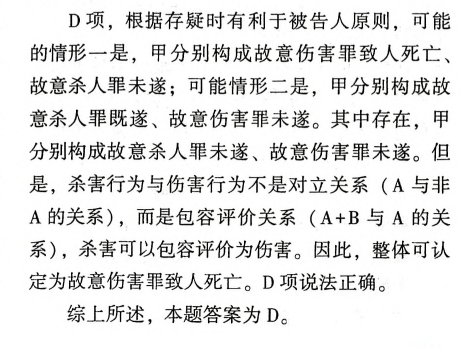 D 项，根据存疑时有利于被告人原则，可能
的情形一是，甲分别构成故意伤害罪致人死亡、
故意杀人罪未遂；可能情形二是，甲分别构成故
意杀人罪既遂、故意伤害罪未遂。其中存在，甲
分别构成故意杀人罪未遂、故意伤害罪未遂。但
是，杀害行为与伤害行为不是对立关系（A 与非
A 的关系），而是包容评价关系（A+B 与 A 的关
系），杀害可以包容评价为伤害。因此，整体可认
定为故意伤害罪致人死亡。D 项说法正确。
综上所述，本题答案为 D。